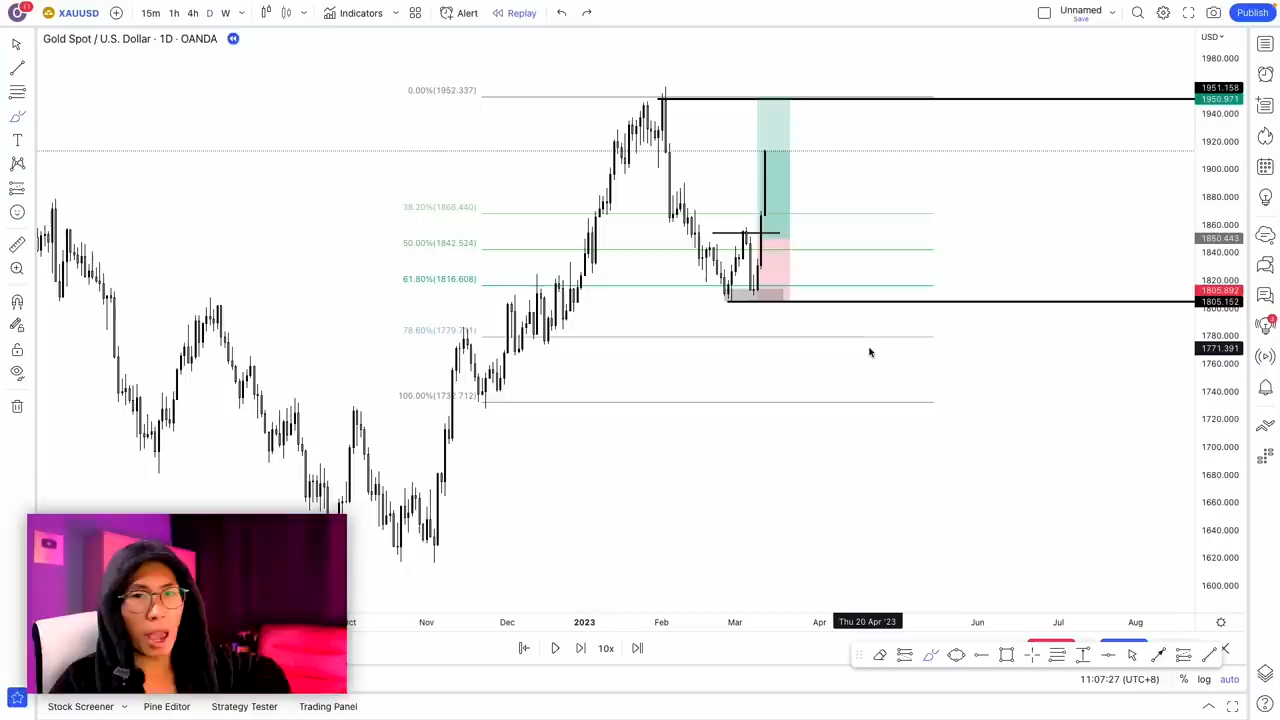 11
XAUUSD
15m 1h 4h D W
Indicators
Alert
Replay
Unnamed
Save
Publish
Gold Spot / U.S. Dollar · 1D · OANDA
USD
1980.000
1951.158
1950.971
1940.000
1920.000
1900.000
1880.000
1860.000
1850.443
1840.000
1820.000
1805.892
1805.152
1800.000
1780.000
1771.391
1760.000
1740.000
1720.000
1700.000
1680.000
1660.000
1640.000
1620.000
1600.000
0.00%(1952.337)
38.20%(1868.440)
50.00%(1842.524)
61.80%(1816.608)
100.00%(1732.712)
Nov
Dec
2023
Feb
Mar
Apr
Thu 20 Apr '23
Jun
Jul
Aug
10x
11:07:27 (UTC+8)
%
log
auto
Stock Screener
Pine Editor
Strategy Tester
Trading Panel